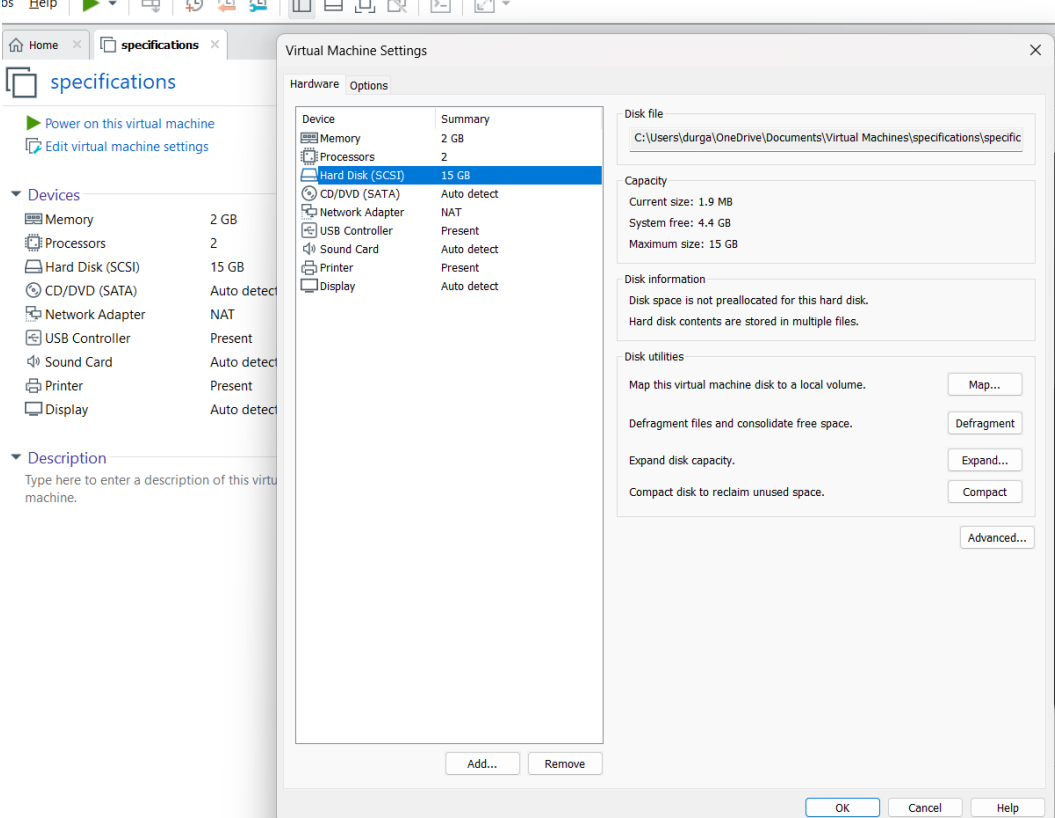 Help
Home
specifications
specifications
Power on this virtual machine
Edit virtual machine settings
Devices
Memory 2 GB
Processors 2
Hard Disk (SCSI) 15 GB
CD/DVD (SATA) Auto detect
Network Adapter NAT
USB Controller Present
Sound Card Auto detect
Printer Present
Display Auto detect
Description
Type here to enter a description of this virtu
machine.
Virtual Machine Settings
Hardware Options
Device Summary
Memory 2 GB
Processors 2
Hard Disk (SCSI) 15 GB
CD/DVD (SATA) Auto detect
Network Adapter NAT
USB Controller Present
Sound Card Auto detect
Printer Present
Display Auto detect
Add... Remove
Disk file
C:\Users\durga\OneDrive\Documents\Virtual Machines\specifications\specific
Capacity
Current size: 1.9 MB
System free: 4.4 GB
Maximum size: 15 GB
Disk information
Disk space is not preallocated for this hard disk.
Hard disk contents are stored in multiple files.
Disk utilities
Map this virtual machine disk to a local volume. Map...
Defragment files and consolidate free space. Defragment
Expand disk capacity. Expand...
Compact disk to reclaim unused space. Compact
Advanced...
OK Cancel Help